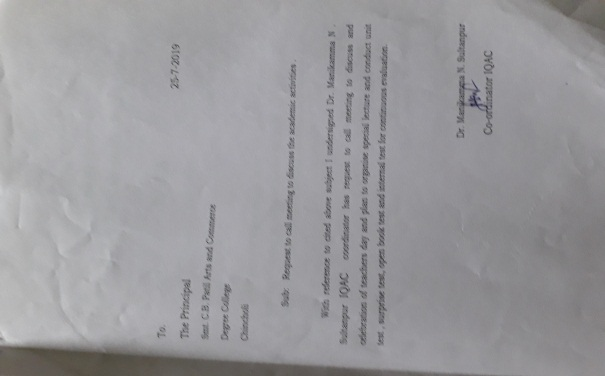 25-7-2019
To.
The Principal
Smt. C.B. Patil Arts and Commerce
Degree College
Chincholi
Sub: Request to call meeting to discuss the academic activities.
With reference to cited above subject I undersigned Dr. Manikamma N.
Sultanpur IQAC coordinator has request to call meeting to discuss and
celebration of teachers day and plan to organise special lecture and conduct unit
test, surprise test, open book test and internal test for continuous evaluation.
Dr. Manikamma N. Sultanpur
Co-ordinator IQAC